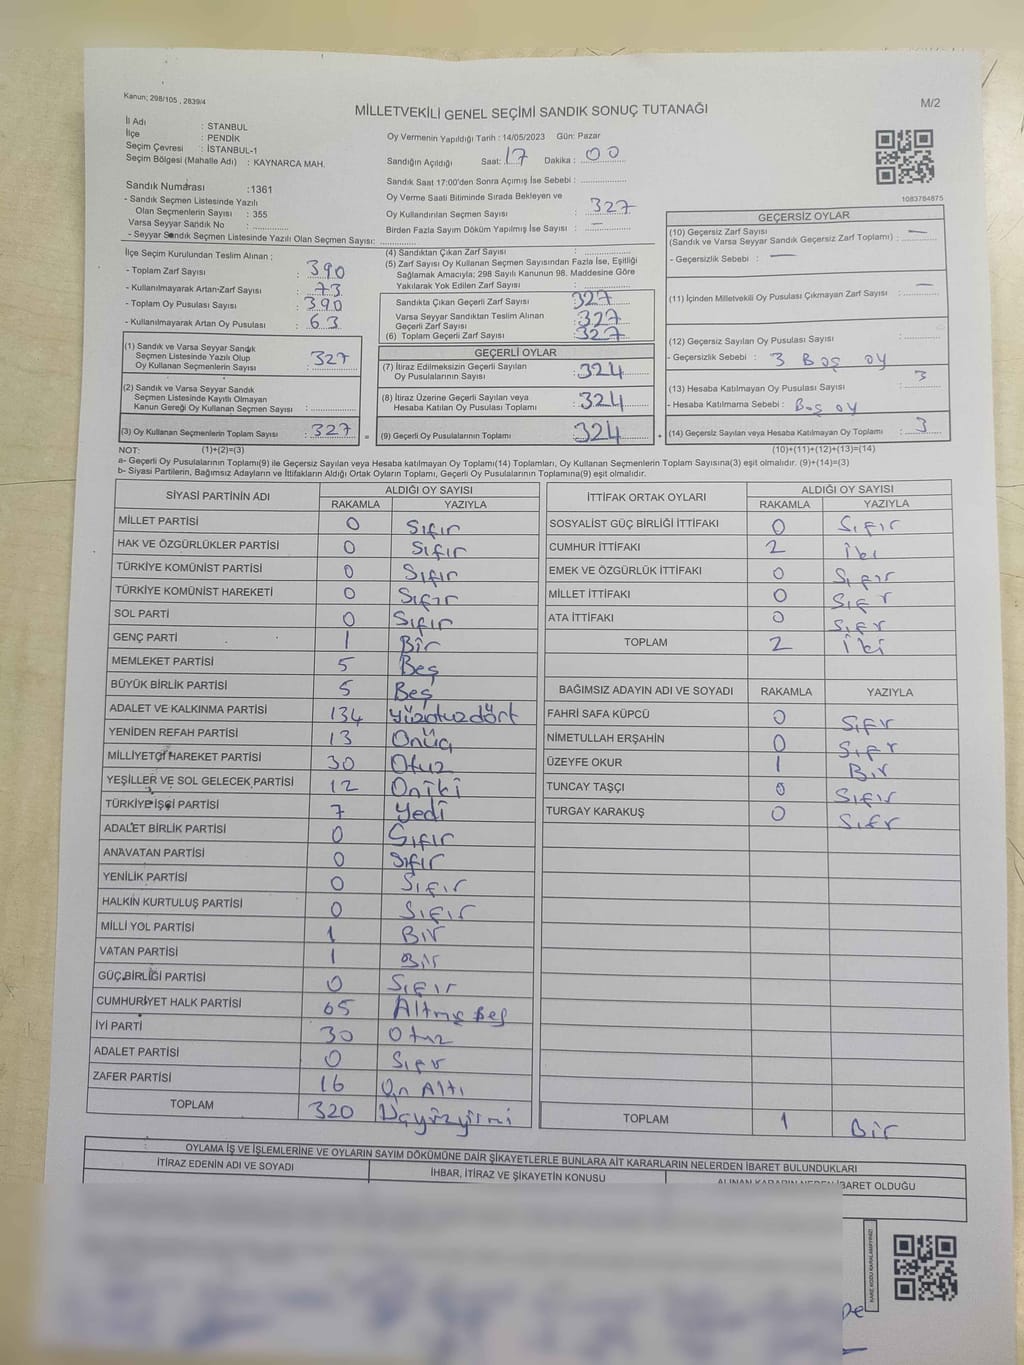 Kanun; 298/105 , 2839/4
M/2
MİLLETVEKİLİ GENEL SEÇİMİ SANDIK SONUÇ TUTANAĞI
İl Adı : STANBUL
İlçe : PENDİK
Seçim Çevresi : İSTANBUL-1
Seçim Bölgesi (Mahalle Adı) : KAYNARCA MAH.
Sandık Numarası :1361
- Sandık Seçmen Listesinde Yazılı
Olan Seçmenlerin Sayısı : 355
Varsa Seyyar Sandık No :
- Seyyar Sandık Seçmen Listesinde Yazılı Olan Seçmen Sayısı:
Oy Vermenin Yapıldığı Tarih : 14/05/2023 Gün: Pazar
Sandığın Açıldığı Saat: 17 Dakika : 00
Sandık Saat 17:00'den Sonra Açımış İse Sebebi :
Oy Verme Saati Bitiminde Sırada Bekleyen ve
Oy Kullandırılan Seçmen Sayısı : 327
Birden Fazla Sayım Döküm Yapılmış İse Sayısı : —
1083784875
İlçe Seçim Kurulundan Teslim Alınan ;
- Toplam Zarf Sayısı : 390
- Kullanılmayarak Artan-Zarf Sayısı : 73
- Toplam Oy Pusulası Sayısı : 390
- Kullanılmayarak Artan Oy Pusulası : 63
(1) Sandık ve Varsa Seyyar Sandık
Seçmen Listesinde Yazılı Olup
Oy Kullanan Seçmenlerin Sayısı : 327
(2) Sandık ve Varsa Seyyar Sandık
Seçmen Listesinde Kayıtlı Olmayan
Kanun Gereği Oy Kullanan Seçmen Sayısı :
(3) Oy Kullanan Seçmenlerin Toplam Sayısı : 327
(4) Sandıktan Çıkan Zarf Sayısı :
(5) Zarf Sayısı Oy Kullanan Seçmen Sayısından Fazla İse, Eşitliği
Sağlamak Amacıyla; 298 Sayılı Kanunun 98. Maddesine Göre
Yakılarak Yok Edilen Zarf Sayısı :
Sandıkta Çıkan Geçerli Zarf Sayısı : 327
Varsa Seyyar Sandıktan Teslim Alınan
Geçerli Zarf Sayısı : 327
(6) Toplam Geçerli Zarf Sayısı : 327
GEÇERLİ OYLAR
(7) İtiraz Edilmeksizin Geçerli Sayılan
Oy Pusulalarının Sayısı : 324
(8) İtiraz Üzerine Geçerli Sayılan veya
Hesaba Katılan Oy Pusulası Toplamı : 324
= (9) Geçerli Oy Pusulalarının Toplamı : 324
GEÇERSİZ OYLAR
(10) Geçersiz Zarf Sayısı
(Sandık ve Varsa Seyyar Sandık Geçersiz Zarf Toplamı) : —
- Geçersizlik Sebebi : —
(11) İçinden Milletvekili Oy Pusulası Çıkmayan Zarf Sayısı : —
(12) Geçersiz Sayılan Oy Pusulası Sayısı :
- Geçersizlik Sebebi : 3 Boş oy
(13) Hesaba Katılmayan Oy Pusulası Sayısı : 3
- Hesaba Katılmama Sebebi : Boş oy
+ (14) Geçersiz Sayılan veya Hesaba Katılmayan Oy Toplamı : 3
NOT: (1)+(2)=(3) (10)+(11)+(12)+(13)=(14)
a- Geçerli Oy Pusulalarının Toplamı(9) ile Geçersiz Sayılan veya Hesaba katılmayan Oy Toplamı(14) Toplamları, Oy Kullanan Seçmenlerin Toplam Sayısına(3) eşit olmalıdır. (9)+(14)=(3)
b- Siyasi Partilerin, Bağımsız Adayların ve İttifakların Aldığı Ortak Oyların Toplamı, Geçerli Oy Pusulalarının Toplamına(9) eşit olmalıdır.
SİYASİ PARTİNİN ADI ALDIĞI OY SAYISI
RAKAMLA YAZIYLA
MİLLET PARTİSİ 0 Sıfır
HAK VE ÖZGÜRLÜKLER PARTİSİ 0 Sıfır
TÜRKİYE KOMÜNİST PARTİSİ 0 Sıfır
TÜRKİYE KOMÜNİST HAREKETİ 0 Sıfır
SOL PARTİ 0 Sıfır
GENÇ PARTİ 1 Bir
MEMLEKET PARTİSİ 5 Beş
BÜYÜK BİRLİK PARTİSİ 5 Beş
ADALET VE KALKINMA PARTİSİ 134 Yüzotuzdört
YENİDEN REFAH PARTİSİ 13 Onüç
MİLLİYETÇİ HAREKET PARTİSİ 30 Otuz
YEŞİLLER VE SOL GELECEK PARTİSİ 12 Oniki
TÜRKİYE İŞÇİ PARTİSİ 7 Yedi
ADALET BİRLİK PARTİSİ 0 Sıfır
ANAVATAN PARTİSİ 0 Sıfır
YENİLİK PARTİSİ 0 Sıfır
HALKIN KURTULUŞ PARTİSİ 0 Sıfır
MİLLİ YOL PARTİSİ 1 Bir
VATAN PARTİSİ 1 Bir
GÜÇ BİRLİĞİ PARTİSİ 0 Sıfır
CUMHURİYET HALK PARTİSİ 65 Altmış Beş
İYİ PARTİ 30 Otuz
ADALET PARTİSİ 0 Sıfır
ZAFER PARTİSİ 16 On Altı
TOPLAM 320 Üçyüzyirmi
İTTİFAK ORTAK OYLARI ALDIĞI OY SAYISI
RAKAMLA YAZIYLA
SOSYALİST GÜÇ BİRLİĞİ İTTİFAKI 0 Sıfır
CUMHUR İTTİFAKI 2 iki
EMEK VE ÖZGÜRLÜK İTTİFAKI 0 Sıfır
MİLLET İTTİFAKI 0 Sıfır
ATA İTTİFAKI 0 Sıfır
TOPLAM 2 iki
BAĞIMSIZ ADAYIN ADI VE SOYADI RAKAMLA YAZIYLA
FAHRİ SAFA KÜPCÜ 0 Sıfır
NİMETULLAH ERŞAHİN 0 Sıfır
ÜZEYFE OKUR 1 Bir
TUNCAY TAŞÇI 0 Sıfır
TURGAY KARAKUŞ 0 Sıfır
TOPLAM 1 Bir
OYLAMA İŞ VE İŞLEMLERİNE VE OYLARIN SAYIM DÖKÜMÜNE DAİR ŞİKAYETLERLE BUNLARA AİT KARARLARIN NELERDEN İBARET BULUNDUKLARI
İTİRAZ EDENİN ADI VE SOYADI İHBAR, İTİRAZ VE ŞİKAYETİN KONUSU ALINAN KARARIN NEDEN İBARET OLDUĞU